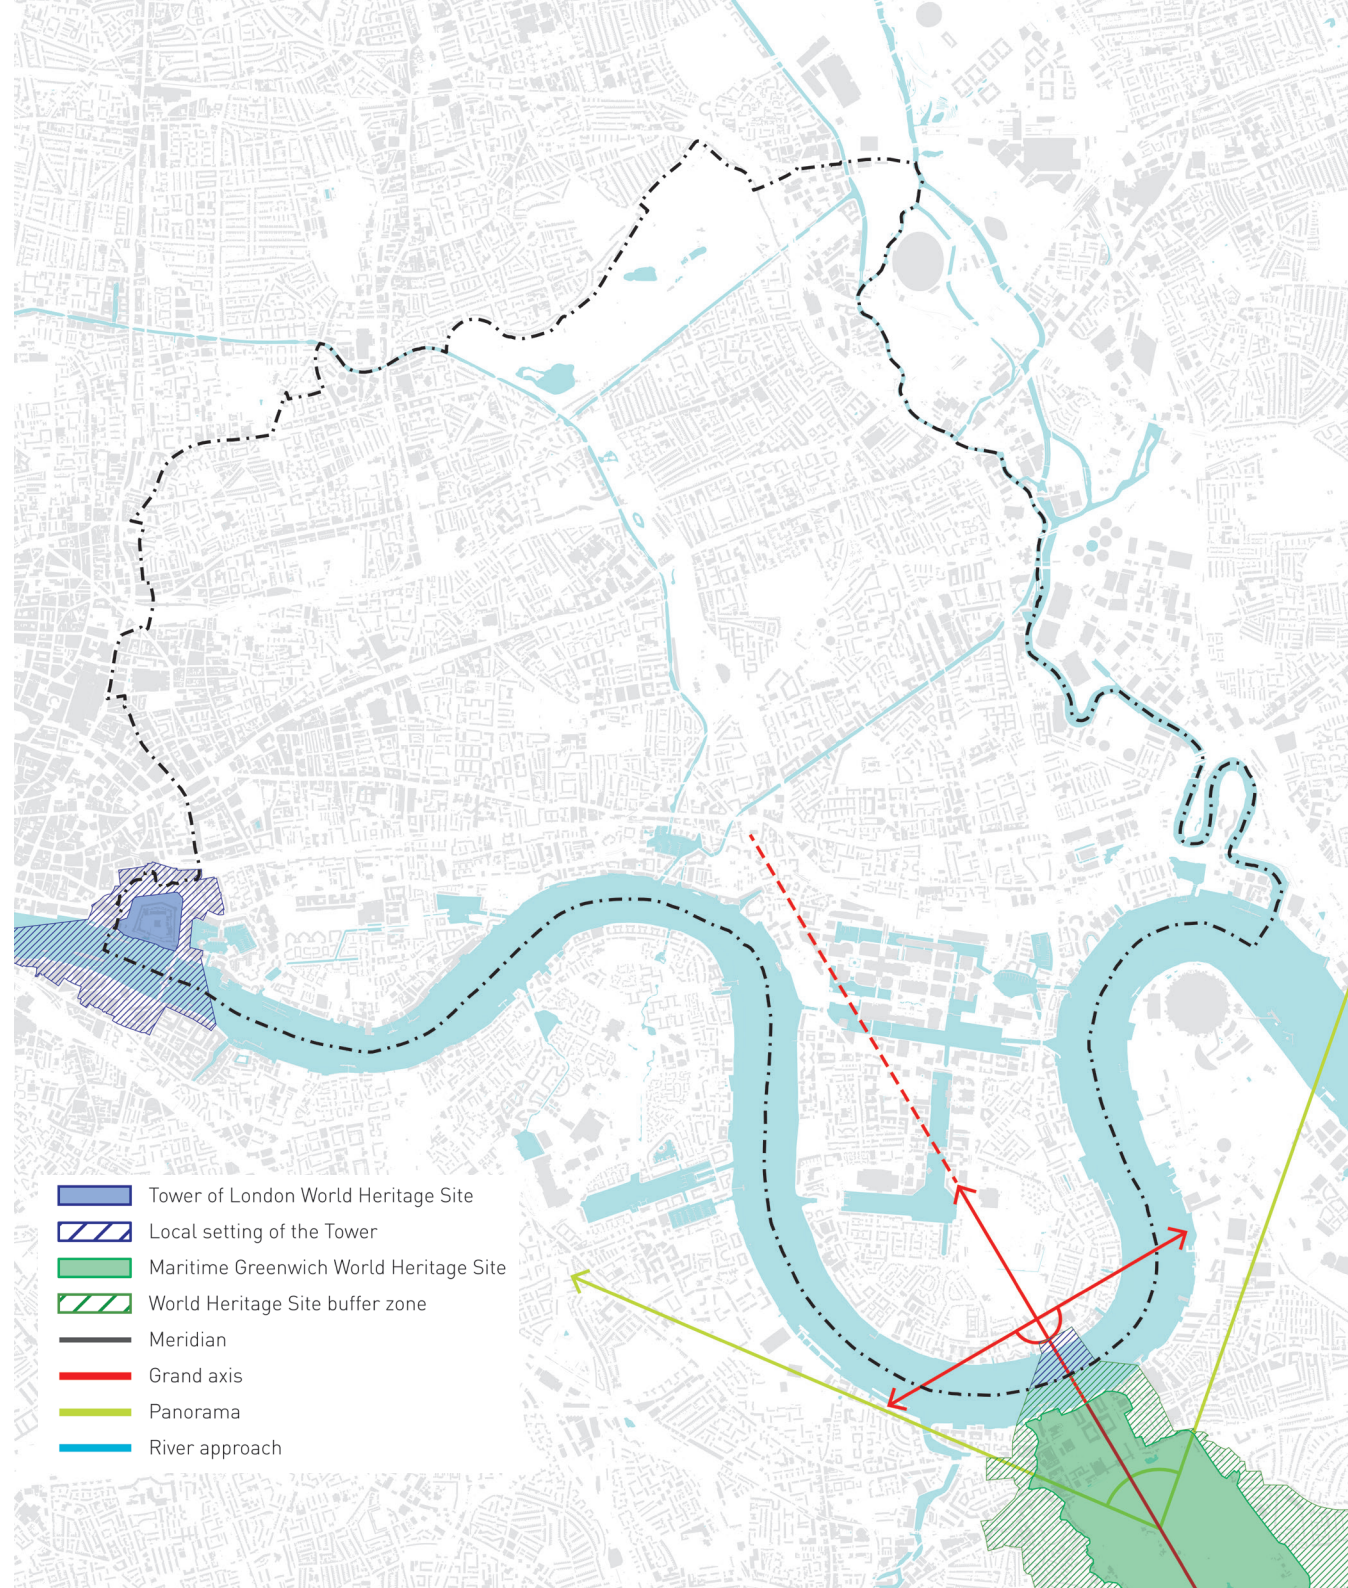 Tower of London World Heritage Site
Local setting of the Tower
Maritime Greenwich World Heritage Site
World Heritage Site buffer zone
Meridian
Grand axis
Panorama
River approach